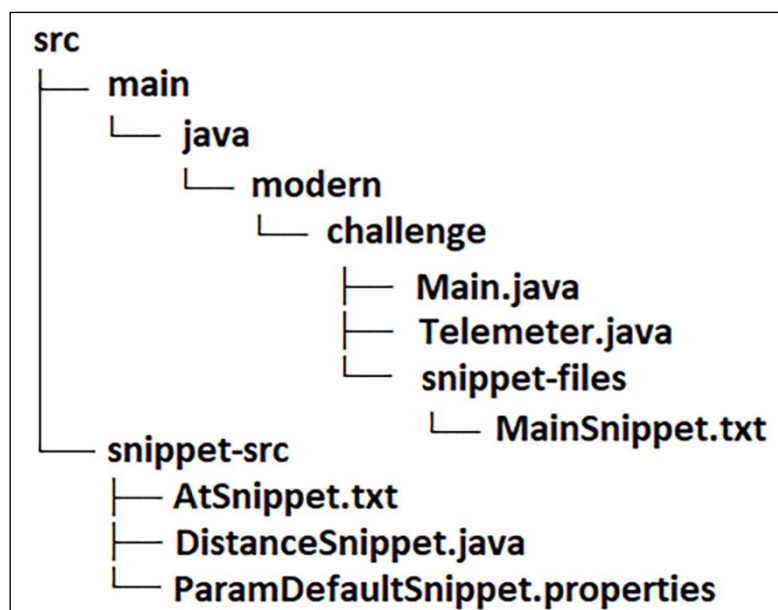 src
main
java
modern
challenge
Main.java
Telemeter.java
snippet-files
MainSnippet.txt
snippet-src
AtSnippet.txt
DistanceSnippet.java
ParamDefaultSnippet.properties